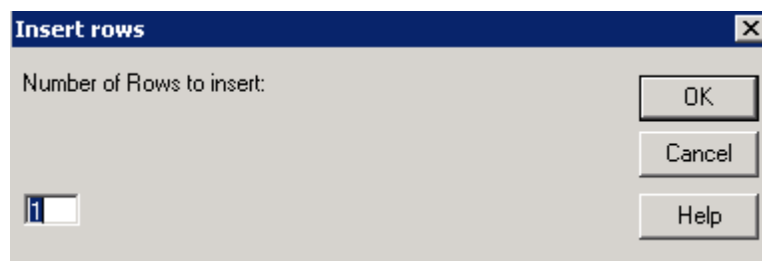 Insert rows
Number of Rows to insert:
OK
Cancel
1
Help